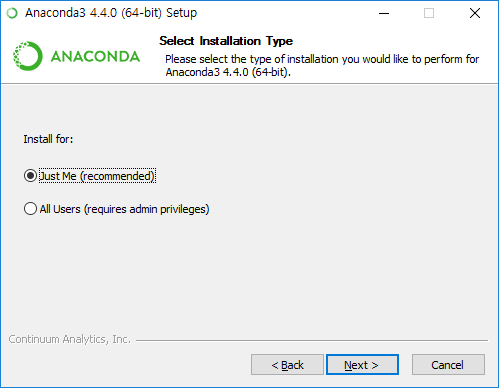 Anaconda3 4.4.0 (64-bit) Setup
ANACONDA
Select Installation Type
Please select the type of installation you would like to perform for
Anaconda3 4.4.0 (64-bit).
Install for:
Just Me (recommended)
All Users (requires admin privileges)
Continuum Analytics, Inc.
< Back
Next >
Cancel